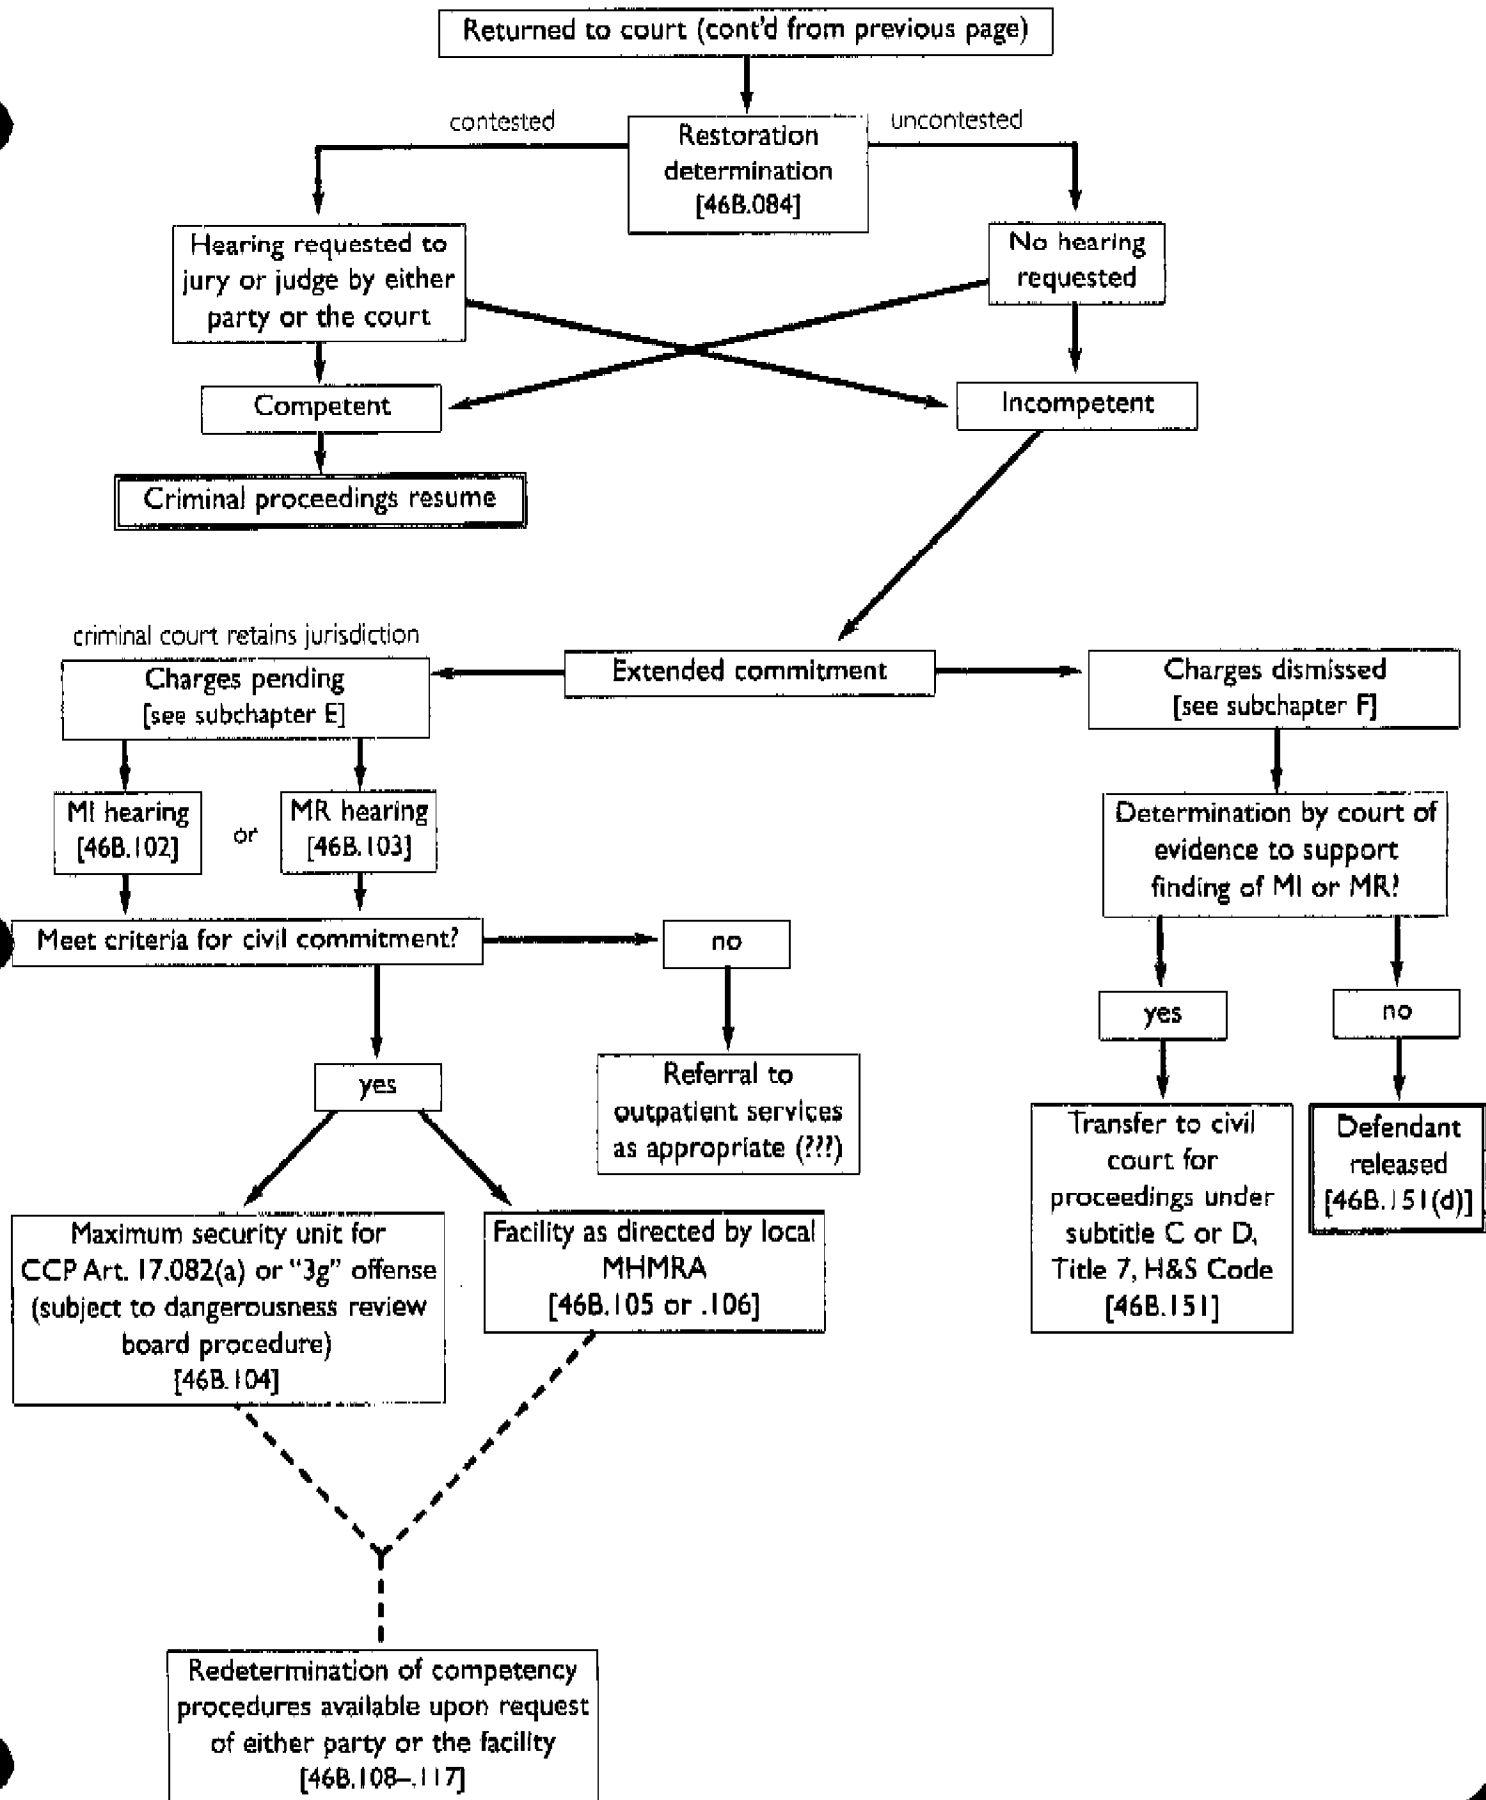 Returned to court (cont'd from previous page)
contested
uncontested
Restoration
determination
[46B.084]
Hearing requested to
jury or judge by either
party or the court
No hearing
requested
Competent
Incompetent
Criminal proceedings resume
criminal court retains jurisdiction
Charges pending
[see subchapter E]
Extended commitment
Charges dismissed
[see subchapter F]
MI hearing
[46B.102]
or
MR hearing
[46B.103]
Determination by court of
evidence to support
finding of MI or MR?
Meet criteria for civil commitment?
no
yes
no
yes
Referral to
outpatient services
as appropriate (???)
Transfer to civil
court for
proceedings under
subtitle C or D,
Title 7, H&S Code
[46B.151]
Defendant
released
[46B.151(d)]
Maximum security unit for
CCP Art. 17.082(a) or "3g" offense
(subject to dangerousness review
board procedure)
[46B.104]
Facility as directed by local
MHMRA
[46B.105 or .106]
Redetermination of competency
procedures available upon request
of either party or the facility
[46B.108–.117]